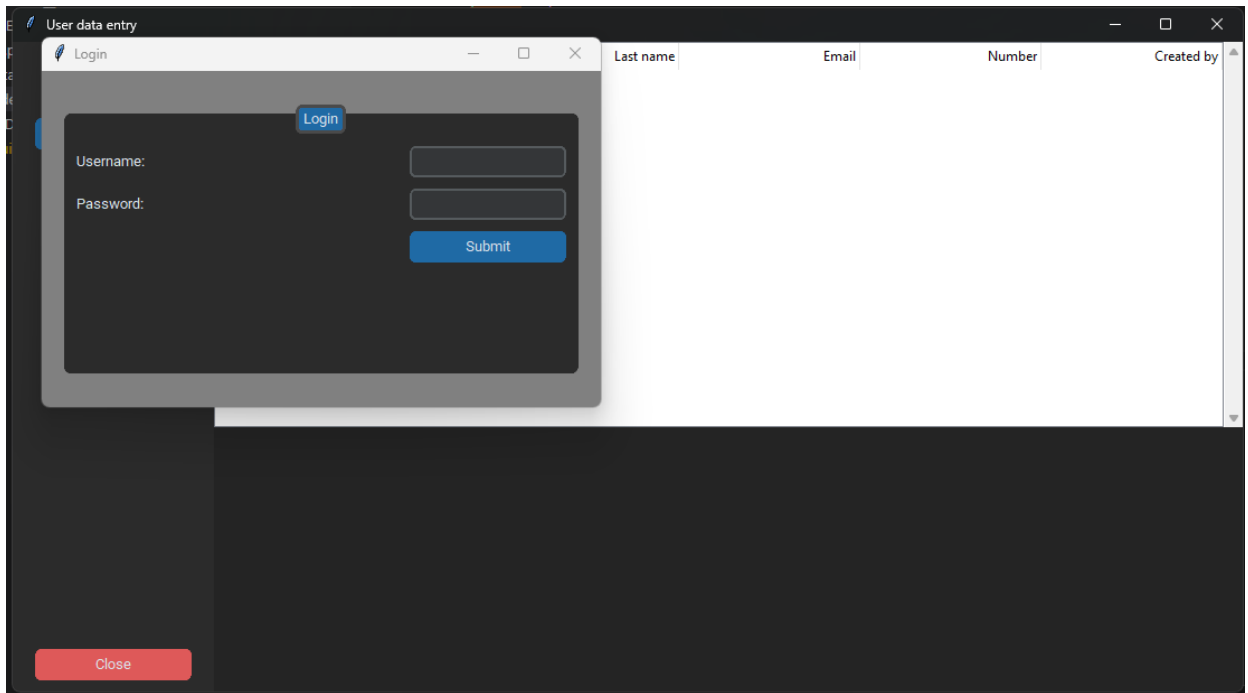 User data entry
Login
Last name
Email
Number
Created by
Login
Username:
Password:
Submit
Close